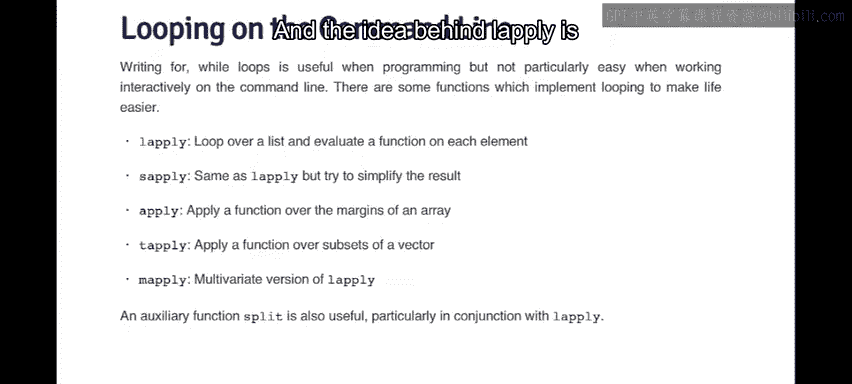 Looping on the Command Line
And the idea behind lapply is
Writing for, while loops is useful when programming but not particularly easy when working
interactively on the command line. There are some functions which implement looping to make life
easier.
· lapply: Loop over a list and evaluate a function on each element
· sapply: Same as lapply but try to simplify the result
· apply: Apply a function over the margins of an array
· tapply: Apply a function over subsets of a vector
· mapply: Multivariate version of lapply
An auxiliary function split is also useful, particularly in conjunction with lapply.